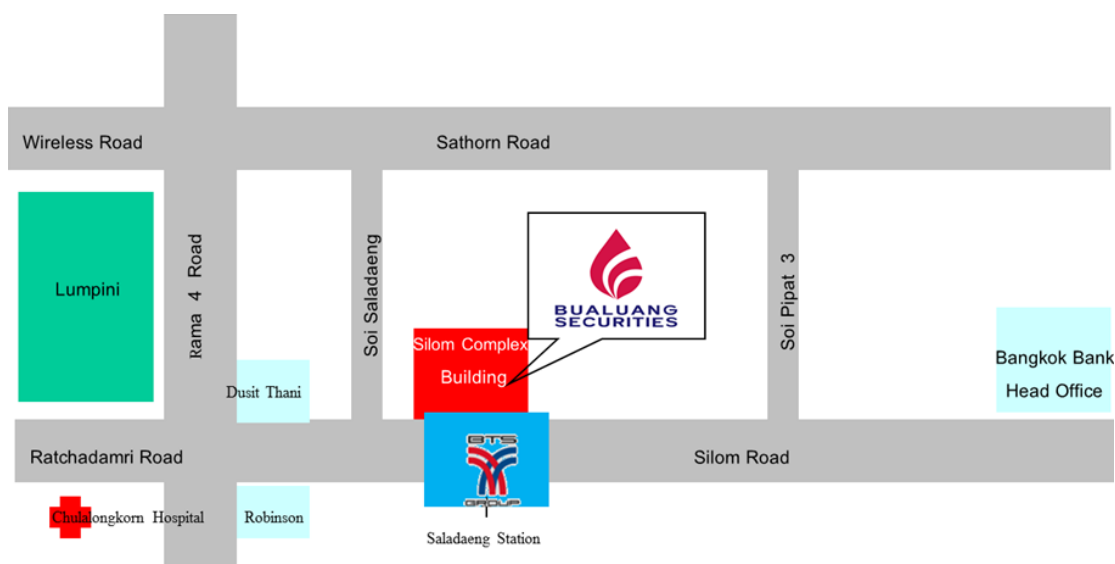 Wireless Road
Sathorn Road
Lumpini
Rama 4 Road
Soi Saladaeng
BUALUANG
SECURITIES
Soi Pipat 3
Silom Complex
Building
Dusit Thani
Bangkok Bank
Head Office
Ratchadamri Road
BTS
GROUP
Silom Road
Chulalongkorn Hospital
Robinson
Saladaeng Station